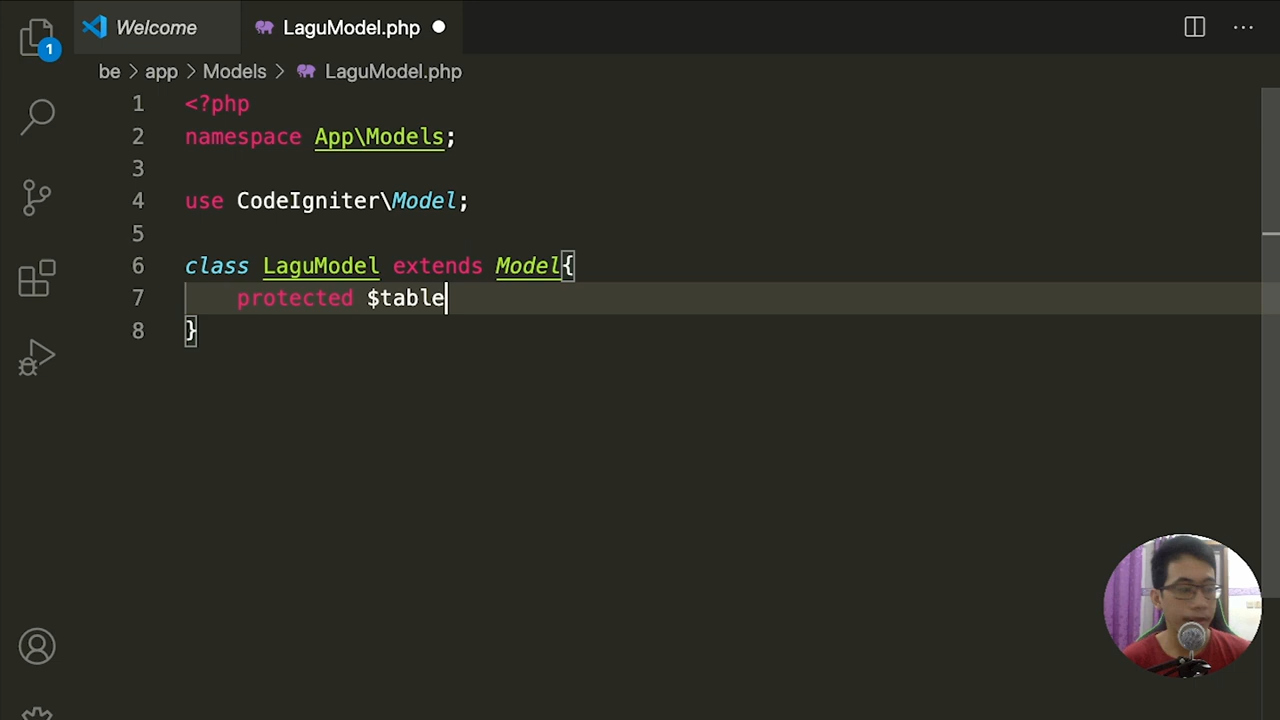 1
Welcome
LaguModel.php
be > app > Models > LaguModel.php
1 <?php
2 namespace App\Models;
3
4 use CodeIgniter\Model;
5
6 class LaguModel extends Model{
7 protected $table
8 }